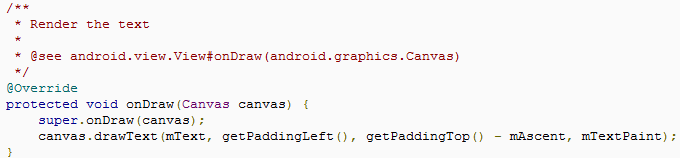 /**
 * Render the text
 *
 * @see android.view.View#onDraw(android.graphics.Canvas)
 */
@Override
protected void onDraw(Canvas canvas) {
    super.onDraw(canvas);
    canvas.drawText(mText, getPaddingLeft(), getPaddingTop() - mAscent, mTextPaint);
}